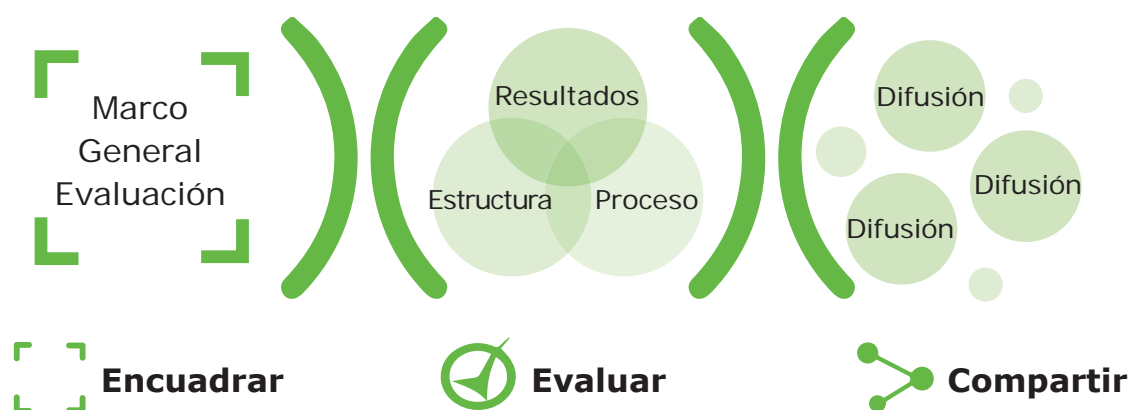 Marco
General
Evaluación
Resultados
Estructura
Proceso
Difusión
Difusión
Difusión
Encuadrar
Evaluar
Compartir